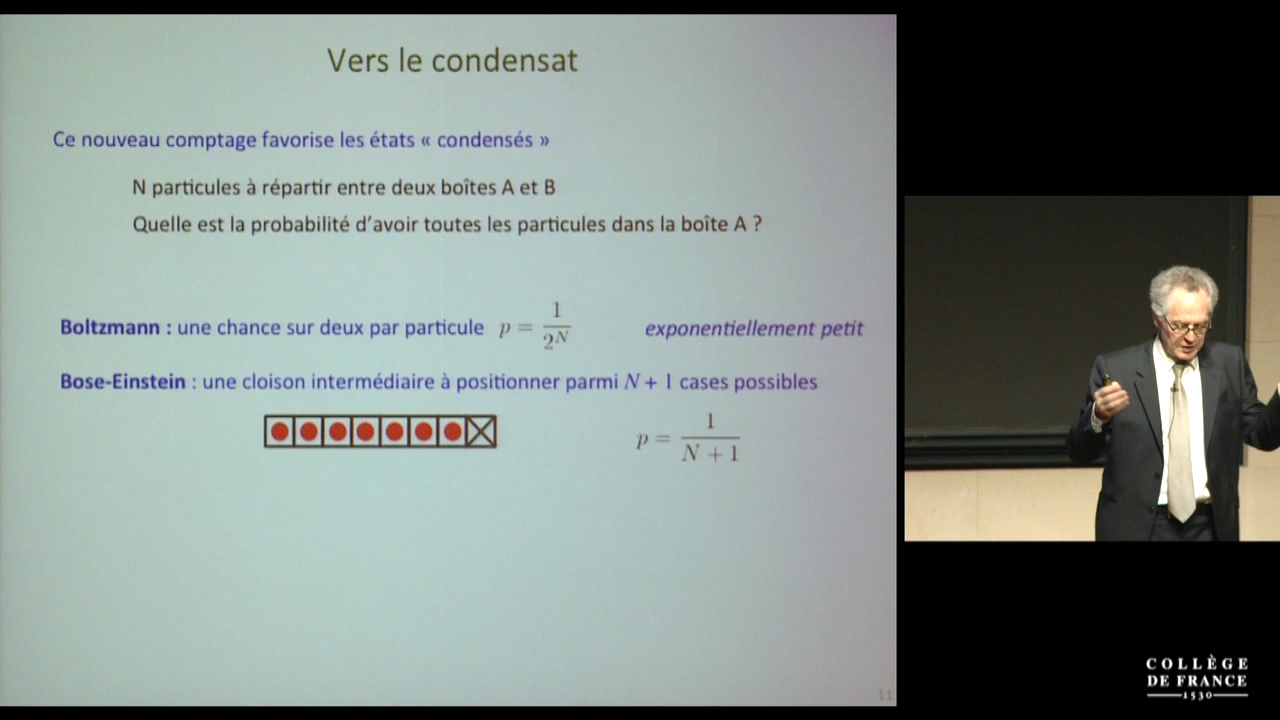 Vers le condensat
Ce nouveau comptage favorise les états « condensés »
N particules à répartir entre deux boîtes A et B
Quelle est la probabilité d'avoir toutes les particules dans la boîte A ?
Boltzmann : une chance sur deux par particule p = 1/2^N exponentiellement petit
Bose-Einstein : une cloison intermédiaire à positionner parmi N + 1 cases possibles
p = 1/(N + 1)
11
COLLÈGE
DE FRANCE
1530